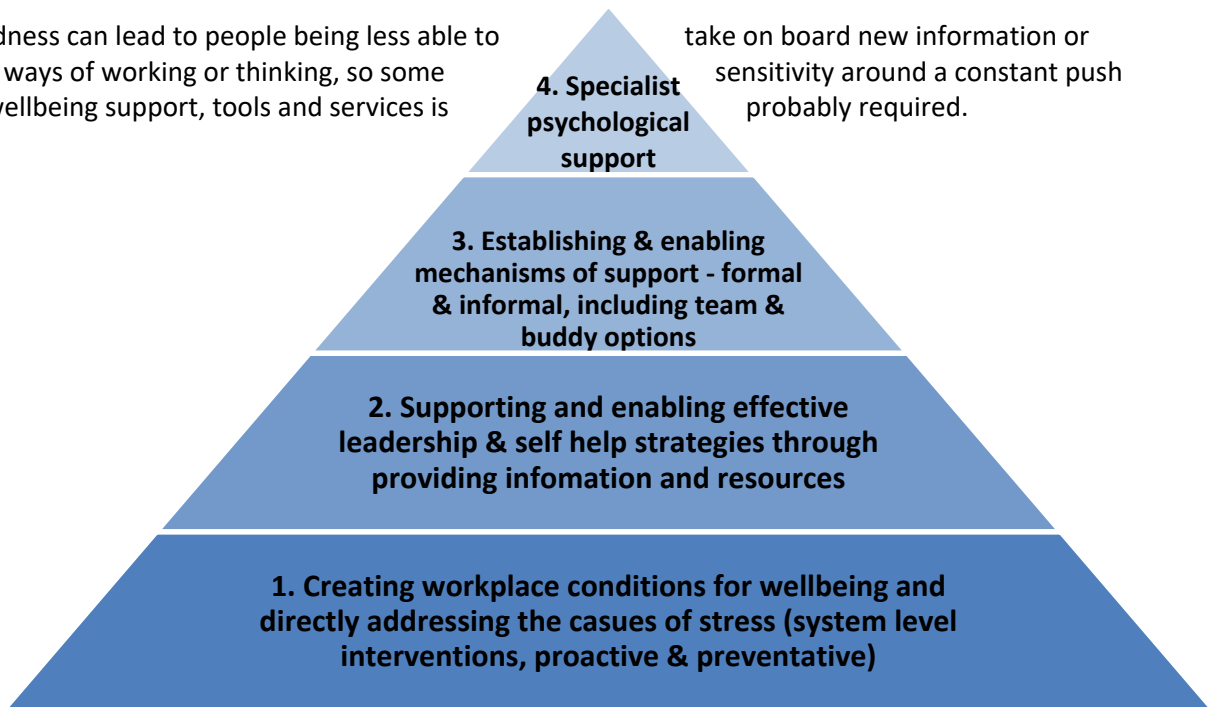 dness can lead to people being less able to take on board new information or
ways of working or thinking, so some sensitivity around a constant push
wellbeing support, tools and services is probably required.
4. Specialist
psychological
support
3. Establishing & enabling
mechanisms of support - formal
& informal, including team &
buddy options
2. Supporting and enabling effective
leadership & self help strategies through
providing infomation and resources
1. Creating workplace conditions for wellbeing and
directly addressing the casues of stress (system level
interventions, proactive & preventative)